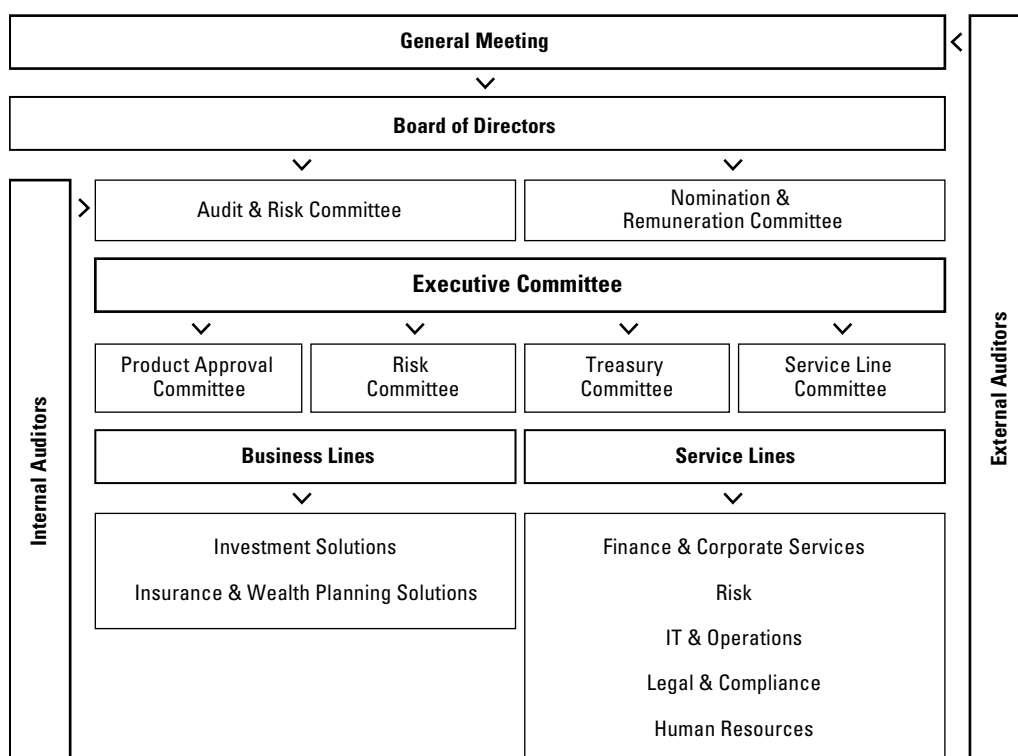 General Meeting
Board of Directors
Audit & Risk Committee
Nomination &
Remuneration Committee
Executive Committee
Product Approval
Committee
Risk
Committee
Treasury
Committee
Service Line
Committee
Internal Auditors
External Auditors
Business Lines
Service Lines
Investment Solutions
Insurance & Wealth Planning Solutions
Finance & Corporate Services
Risk
IT & Operations
Legal & Compliance
Human Resources